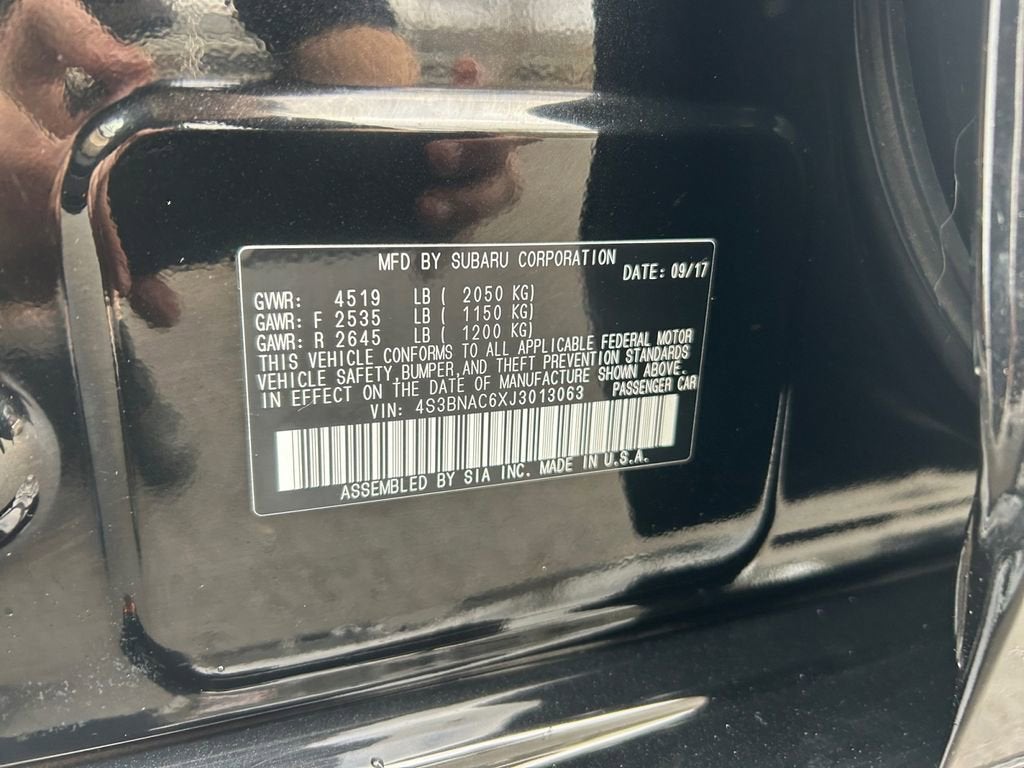 MFD BY SUBARU CORPORATION
DATE: 09/17
GVWR: 4519 LB ( 2050 KG)
GAWR: F 2535 LB ( 1150 KG)
GAWR: R 2645 LB ( 1200 KG)
THIS VEHICLE CONFORMS TO ALL APPLICABLE FEDERAL MOTOR
VEHICLE SAFETY, BUMPER, AND THEFT PREVENTION STANDARDS
IN EFFECT ON THE DATE OF MANUFACTURE SHOWN ABOVE.
PASSENGER CAR
VIN: 4S3BNAC6XJ3013063
ASSEMBLED BY SIA INC. MADE IN U.S.A.